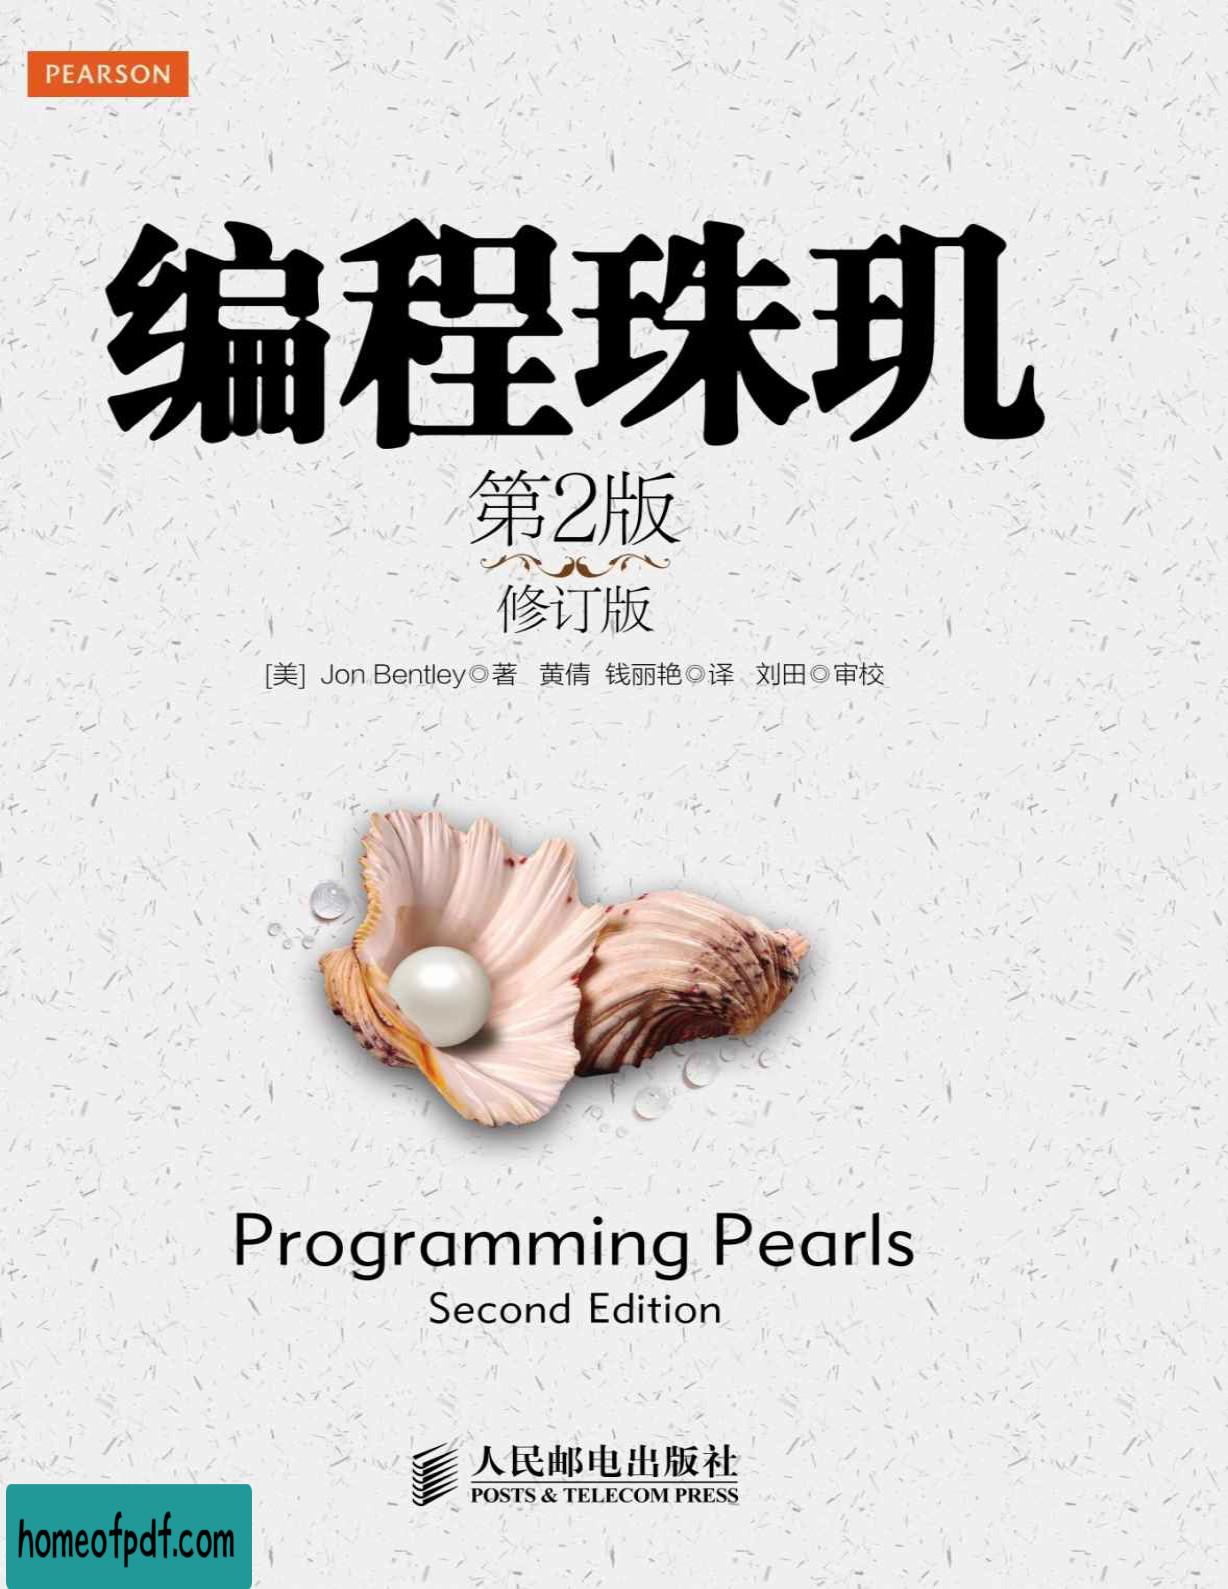 PEARSON
编程珠玑
第2版
修订版
[美] Jon Bentley◎著 黄倩 钱丽艳◎译 刘田◎审校
Programming Pearls
Second Edition
人民邮电出版社
POSTS & TELECOM PRESS
homeofpdf.com